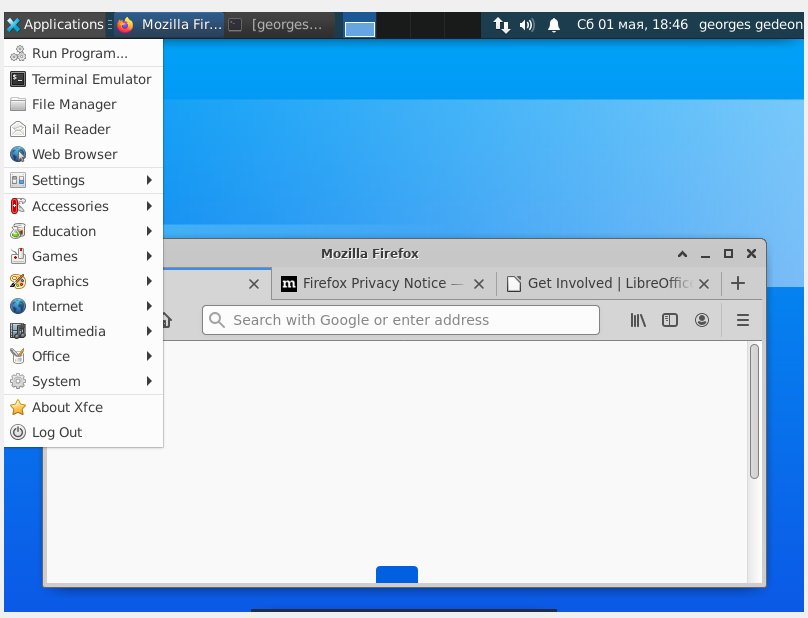 Applications
Mozilla Fir...
[georges...
Сб 01 мая, 18:46
georges gedeon
Run Program...
Terminal Emulator
File Manager
Mail Reader
Web Browser
Settings
Accessories
Education
Games
Graphics
Internet
Multimedia
Office
System
About Xfce
Log Out
Mozilla Firefox
m Firefox Privacy Notice —
Get Involved | LibreOffic
Search with Google or enter address